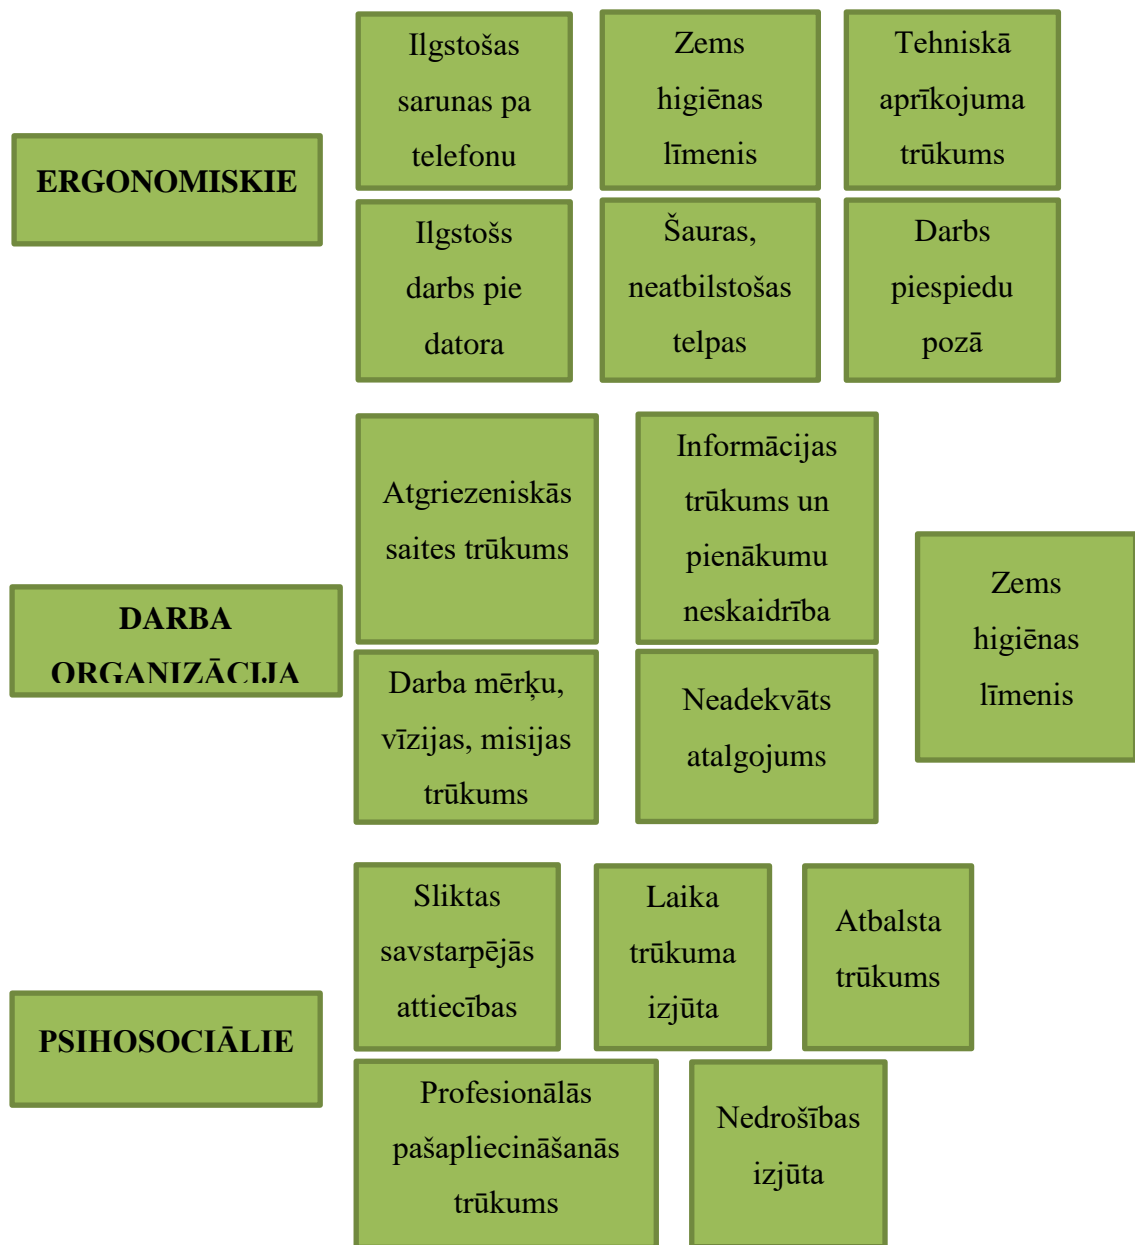 ERGONOMISKIE
Ilgstošas
sarunas pa
telefonu
Zems
higiēnas
līmenis
Tehniskā
aprīkojuma
trūkums
Ilgstošs
darbs pie
datora
Šauras,
neatbilstošas
telpas
Darbs
piespiedu
pozā
DARBA
ORGANIZĀCIJA
Atgriezeniskās
saites trūkums
Informācijas
trūkums un
pienākumu
neskaidrība
Zems
higiēnas
līmenis
Darba mērķu,
vīzijas, misijas
trūkums
Neadekvāts
atalgojums
PSIHOSOCIĀLIE
Sliktas
savstarpējās
attiecības
Laika
trūkuma
izjūta
Atbalsta
trūkums
Profesionālās
pašapliecināšanās
trūkums
Nedrošības
izjūta